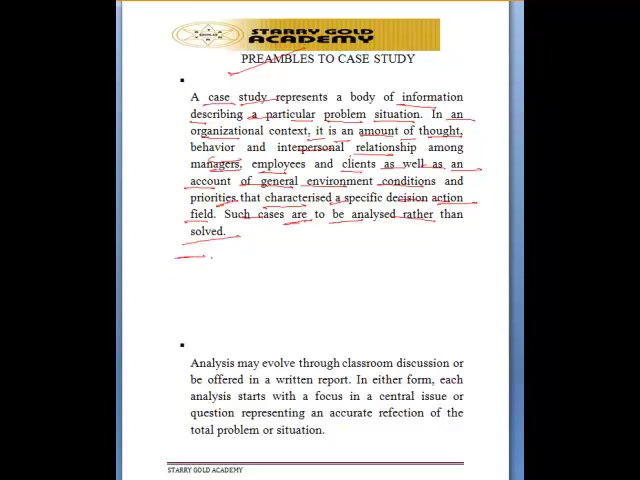 STARRY GOLD
ACADEMY
PREAMBLES TO CASE STUDY
A case study represents a body of information
describing a particular problem situation. In an
organizational context, it is an amount of thought,
behavior and interpersonal relationship among
managers, employees and clients as well as an
account of general environment conditions and
priorities that characterised a specific decision action
field. Such cases are to be analysed rather than
solved.
Analysis may evolve through classroom discussion or
be offered in a written report. In either form, each
analysis starts with a focus in a central issue or
question representing an accurate refection of the
total problem or situation.
STARRY GOLD ACADEMY